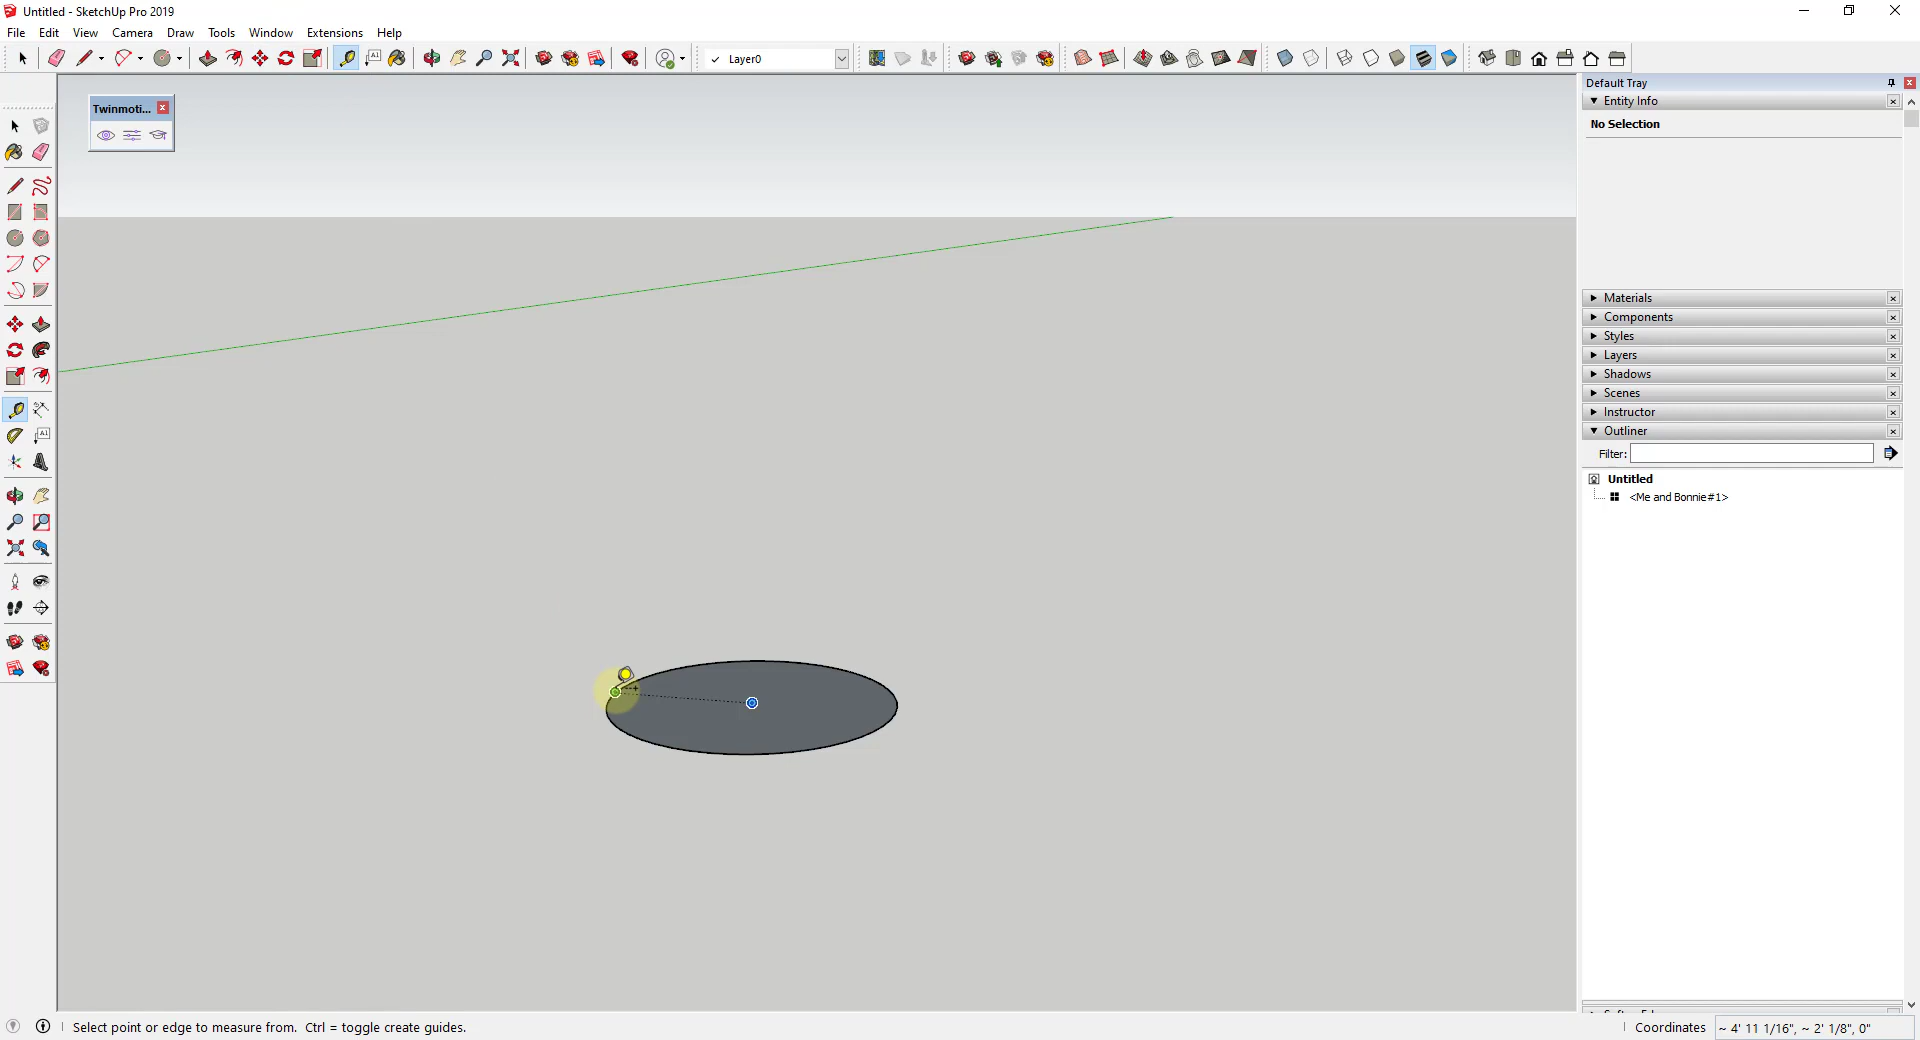 Untitled - SketchUp Pro 2019
File Edit View Camera Draw Tools Window Extensions Help
Layer0
Default Tray
Twinmoti...
Entity Info
No Selection
Materials
Components
Styles
Layers
Shadows
Scenes
Instructor
Outliner
Filter:
Untitled
<Me and Bonnie#1>
Select point or edge to measure from. Ctrl = toggle create guides.
Coordinates ~ 4' 11 1/16", ~ 2' 1/8", 0"